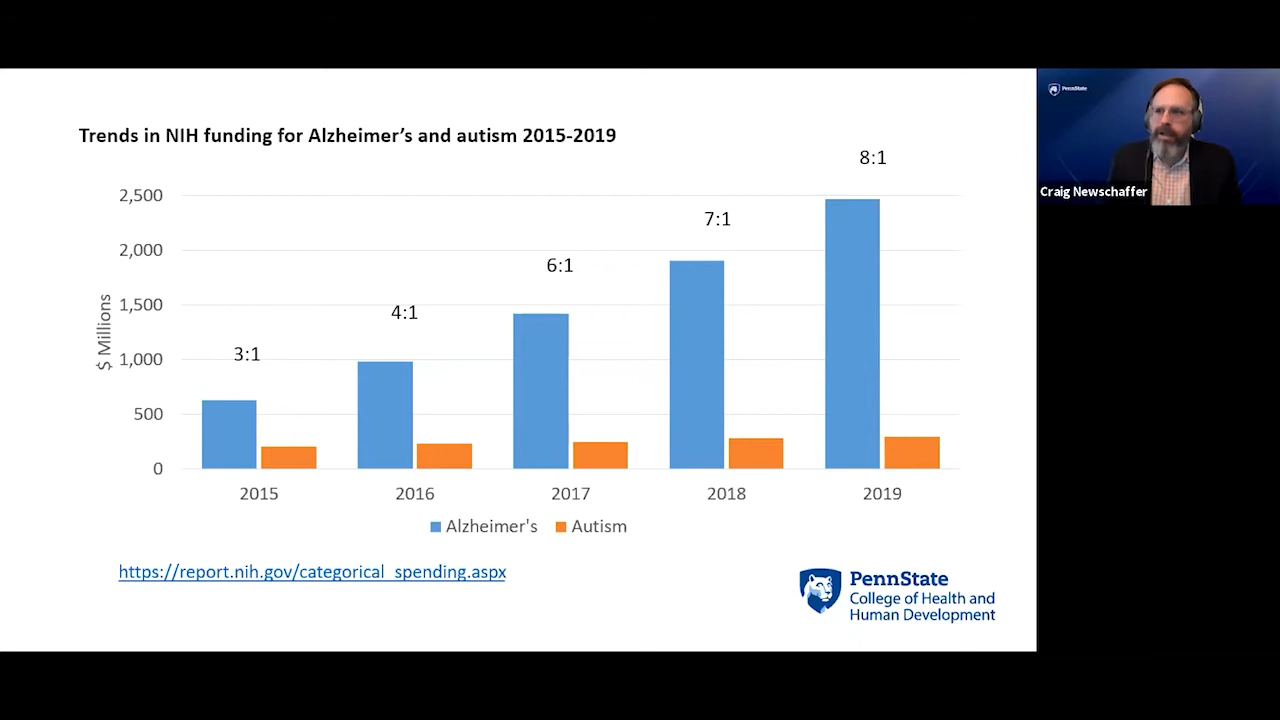 Trends in NIH funding for Alzheimer's and autism 2015-2019
8:1
7:1
6:1
4:1
3:1
2,500
2,000
1,500
1,000
500
0
$ Millions
2015 2016 2017 2018 2019
Alzheimer's Autism
https://report.nih.gov/categorical_spending.aspx
PennState
College of Health and
Human Development
PennState
Craig Newschaffer